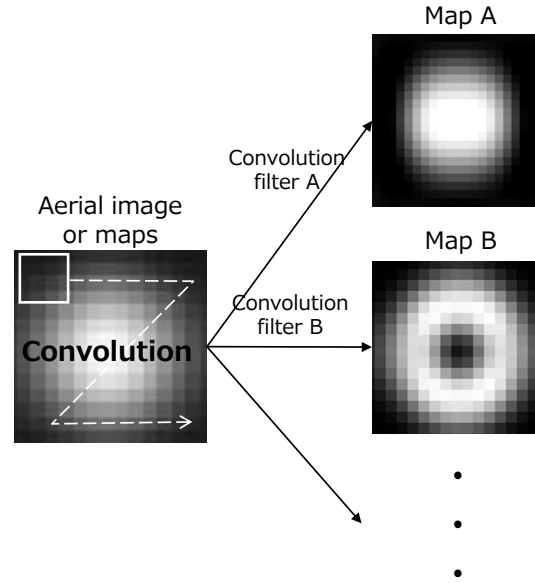 Map A
Convolution
filter A
Aerial image
or maps
Map B
Convolution
Convolution
filter B